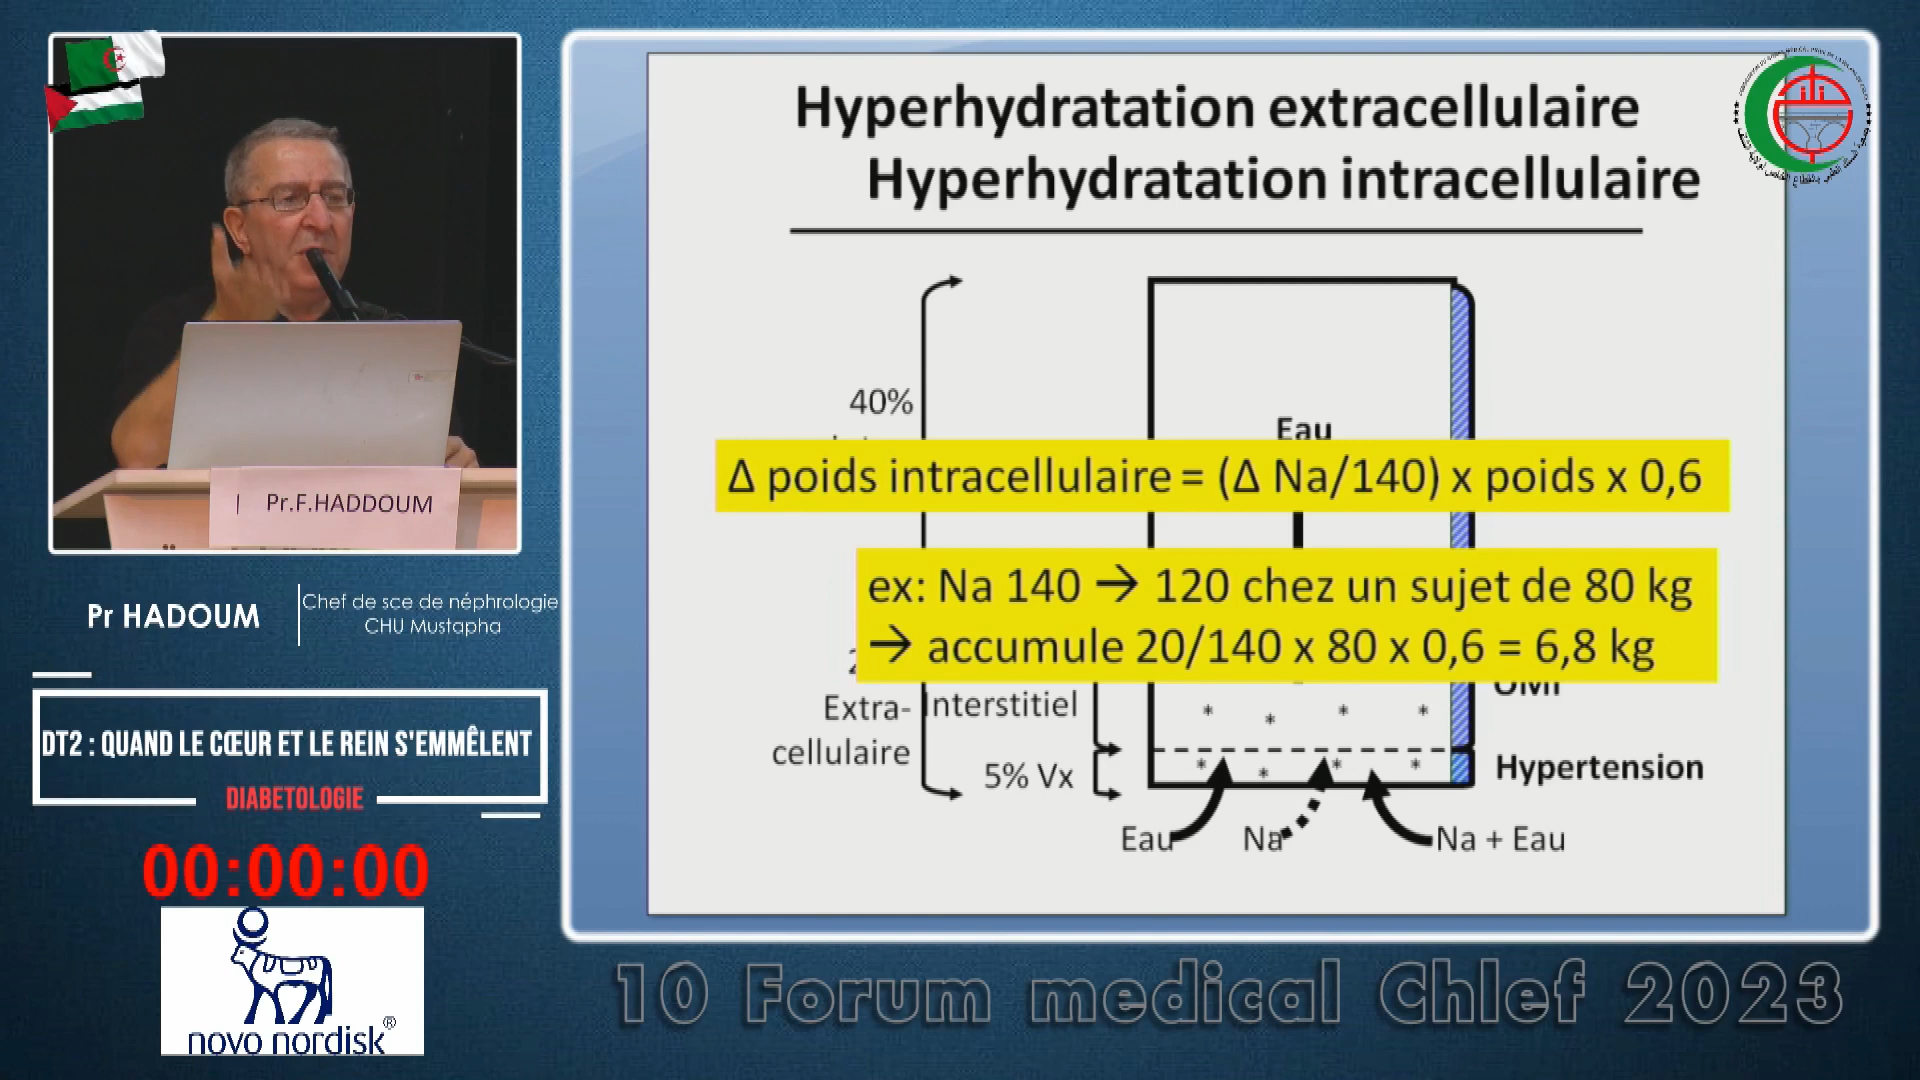 Hyperhydratation extracellulaire
Hyperhydratation intracellulaire
40%
Eau
Δ poids intracellulaire = (Δ Na/140) x poids x 0,6
ex: Na 140 → 120 chez un sujet de 80 kg
→ accumule 20/140 x 80 x 0,6 = 6,8 kg
Extra-
cellulaire
Interstitiel
5% Vx
Hypertension
Eau
Na
Na + Eau
Pr.F.HADDOUM
Pr HADOUM
Chef de sce de néphrologie
CHU Mustapha
DT2 : QUAND LE CŒUR ET LE REIN S'EMMÊLENT
DIABETOLOGIE
00:00:00
novo nordisk®
10 Forum medical Chlef 2023